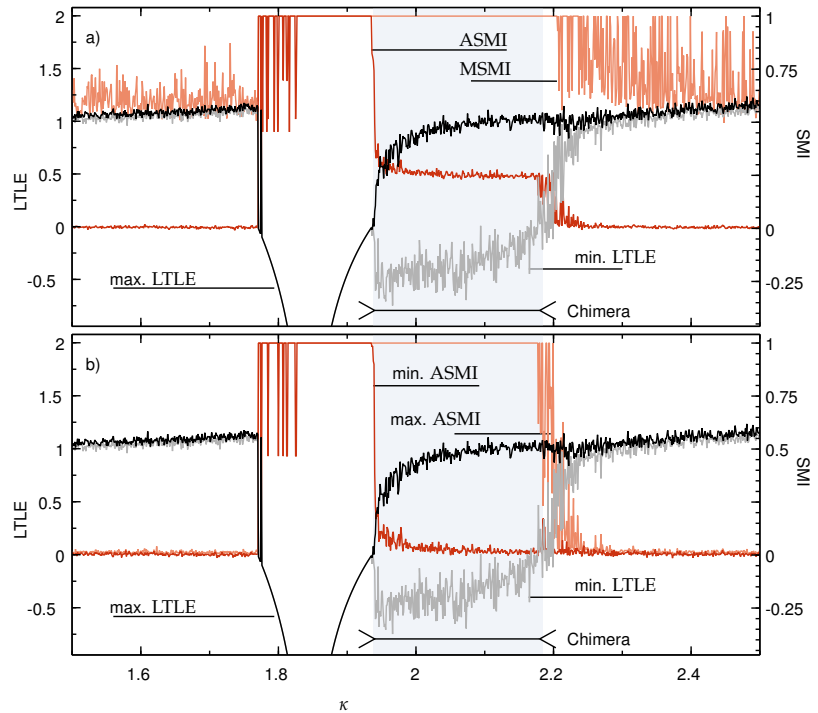 2 1
a)
ASMI
1.5 0.75
MSMI
1 0.5
LTLE SMI
0.5 0.25
0 0
min. LTLE
-0.5 -0.25
max. LTLE
Chimera
2 1
b)
min. ASMI
1.5 0.75
max. ASMI
1 0.5
LTLE SMI
0.5 0.25
0 0
min. LTLE
-0.5 -0.25
max. LTLE
Chimera
1.6 1.8 2 2.2 2.4
κ